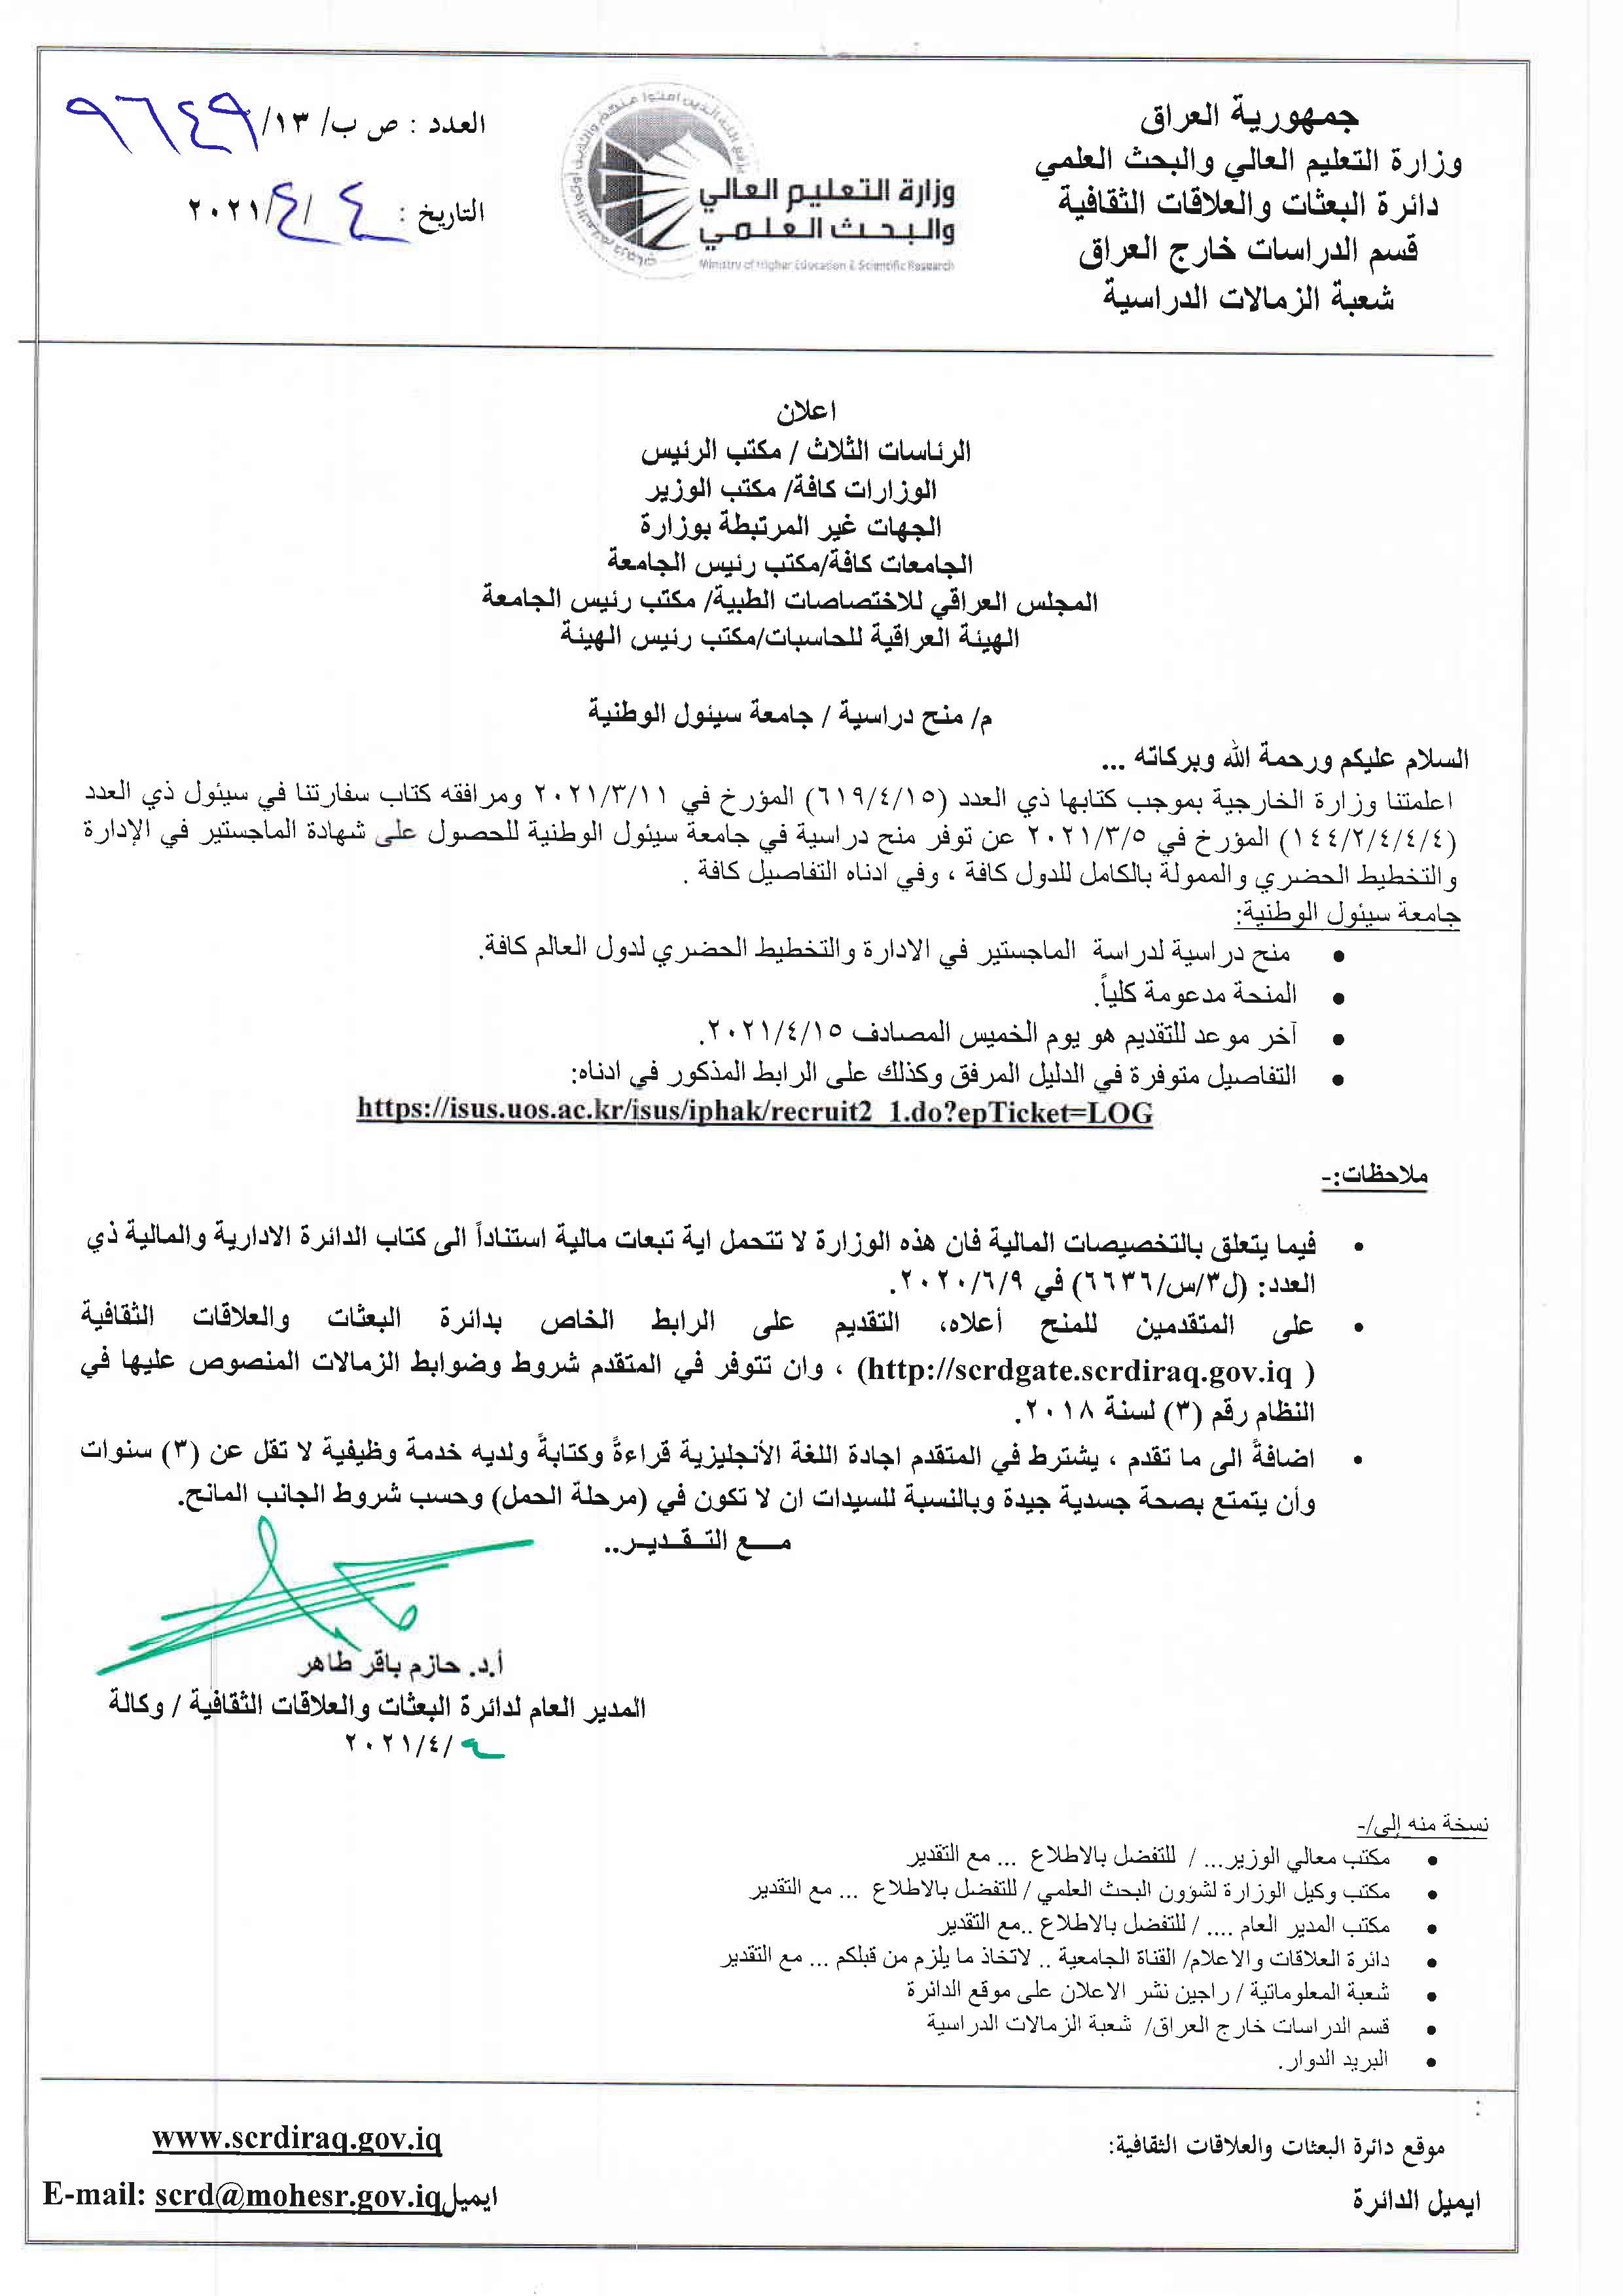 جمهورية العراق
وزارة التعليم العالي والبحث العلمي
دائرة البعثات والعلاقات الثقافية
قسم الدراسات خارج العراق
شعبة الزمالات الدراسية
وزارة التعليم العالي
والبحث العلمي
Ministry of Higher Education & Scientific Research
العدد : ص ب/ ١٣/ ٩٦٤٩
التاريخ : ٤ /٤/ ٢٠٢١
اعلان
الرئاسات الثلاث / مكتب الرئيس
الوزارات كافة/ مكتب الوزير
الجهات غير المرتبطة بوزارة
الجامعات كافة/مكتب رئيس الجامعة
المجلس العراقي للاختصاصات الطبية/ مكتب رئيس الجامعة
الهيئة العراقية للحاسبات/مكتب رئيس الهيئة
م/ منح دراسية / جامعة سيئول الوطنية
السلام عليكم ورحمة الله وبركاته ...
اعلمتنا وزارة الخارجية بموجب كتابها ذي العدد (٦١٩/٤/١٥) المؤرخ في ٢٠٢١/٣/١١ ومرافقه كتاب سفارتنا في سيئول ذي العدد
(١٤٤/٢/٤/٤/٤) المؤرخ في ٢٠٢١/٣/٥ عن توفر منح دراسية في جامعة سيئول الوطنية للحصول على شهادة الماجستير في الإدارة
والتخطيط الحضري والممولة بالكامل للدول كافة ، وفي ادناه التفاصيل كافة .
جامعة سيئول الوطنية:
• منح دراسية لدراسة الماجستير في الادارة والتخطيط الحضري لدول العالم كافة.
• المنحة مدعومة كلياً.
• آخر موعد للتقديم هو يوم الخميس المصادف ٢٠٢١/٤/١٥.
• التفاصيل متوفرة في الدليل المرفق وكذلك على الرابط المذكور في ادناه:
https://isus.uos.ac.kr/isus/iphak/recruit2_1.do?epTicket=LOG
ملاحظات:-
• فيما يتعلق بالتخصيصات المالية فان هذه الوزارة لا تتحمل اية تبعات مالية استناداً الى كتاب الدائرة الادارية والمالية ذي
العدد: (ل٣/س/٦٦٣٦) في ٢٠٢٠/٦/٩.
• على المتقدمين للمنح أعلاه، التقديم على الرابط الخاص بدائرة البعثات والعلاقات الثقافية
( http://scrdgate.scrdiraq.gov.iq) ، وان تتوفر في المتقدم شروط وضوابط الزمالات المنصوص عليها في
النظام رقم (٣) لسنة ٢٠١٨.
• اضافةً الى ما تقدم ، يشترط في المتقدم اجادة اللغة الأنجليزية قراءةً وكتابةً ولديه خدمة وظيفية لا تقل عن (٣) سنوات
وأن يتمتع بصحة جسدية جيدة وبالنسبة للسيدات ان لا تكون في (مرحلة الحمل) وحسب شروط الجانب المانح.
مـــع التــقــديــر..
أ.د. حازم باقر طاهر
المدير العام لدائرة البعثات والعلاقات الثقافية / وكالة
/٢٠٢١/٤
نسخة منه إلى/-
• مكتب معالي الوزير... / للتفضل بالاطلاع ... مع التقدير
• مكتب وكيل الوزارة لشؤون البحث العلمي / للتفضل بالاطلاع ... مع التقدير
• مكتب المدير العام .... / للتفضل بالاطلاع ..مع التقدير
• دائرة العلاقات والاعلام/ القناة الجامعية .. لاتخاذ ما يلزم من قبلكم ... مع التقدير
• شعبة المعلوماتية / راجين نشر الاعلان على موقع الدائرة
• قسم الدراسات خارج العراق/ شعبة الزمالات الدراسية
• البريد الدوار.
:
موقع دائرة البعثات والعلاقات الثقافية: www.scrdiraq.gov.iq
ايميل الدائرة ايميل E-mail: scrd@mohesr.gov.iq